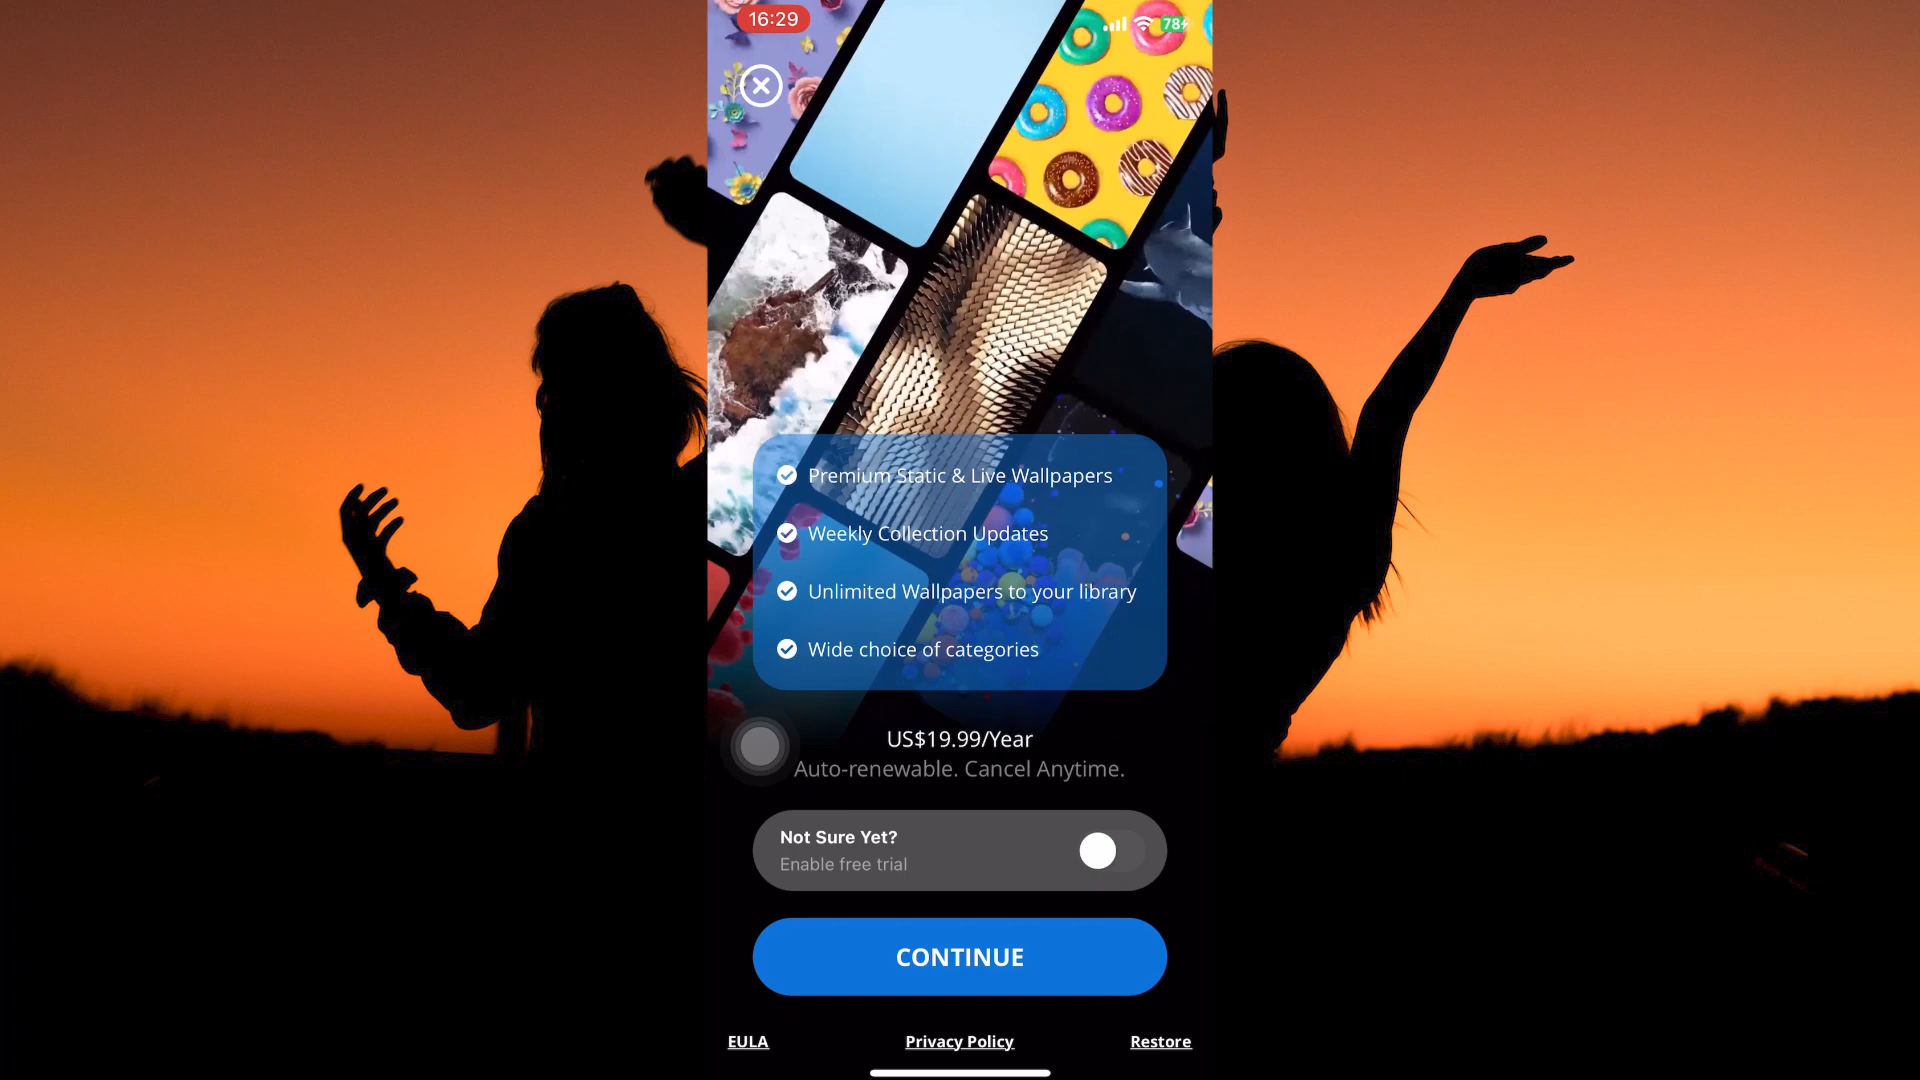 16:29
78
Premium Static & Live Wallpapers
Weekly Collection Updates
Unlimited Wallpapers to your library
Wide choice of categories
US$19.99/Year
Auto-renewable. Cancel Anytime.
Not Sure Yet?
Enable free trial
CONTINUE
EULA
Privacy Policy
Restore